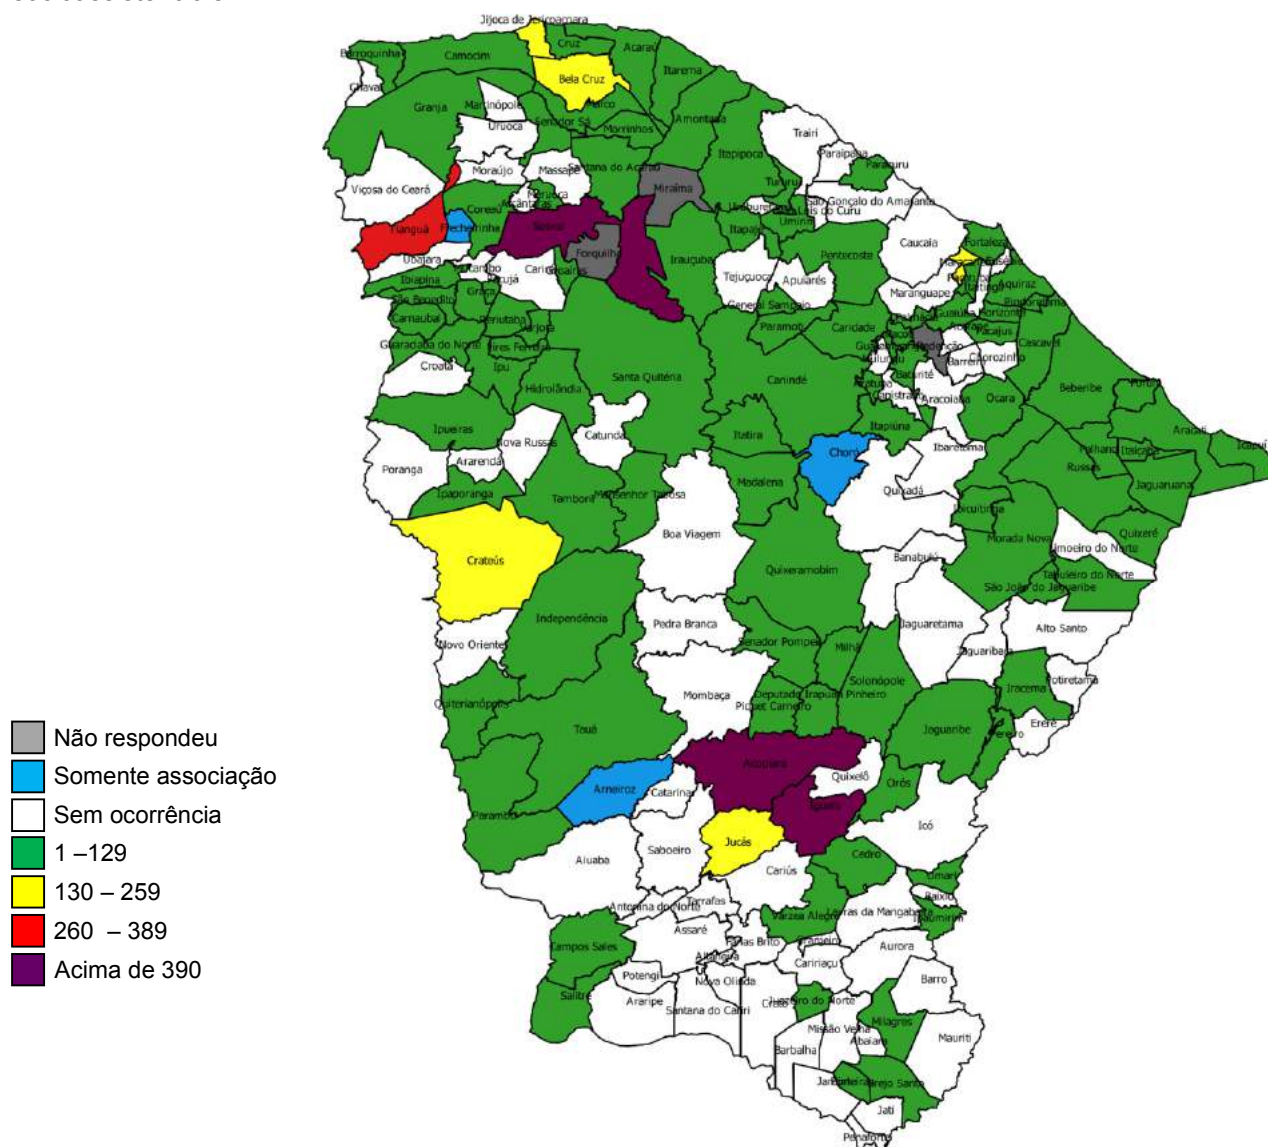 Jijoca de Jericoacoara
Cruz
Acaraú
Barroquinha
Camocim
Itarema
Bela Cruz
Chaval
Granja
Martinópole
Marco
Amontada
Uruoca
Senador Sá
Morrinhos
Trairi
Itapipoca
Paraipaba
Paracuru
Moraújo
Massapê
Santana do Acaraú
Viçosa do Ceará
Miraíma
Tururu
Meruoca
Alcântaras
Uruburetama
São Gonçalo do Amarante
São Luís do Curu
Coreaú
Umirim
Tianguá
Frecheirinha
Sobral
Itapajé
Caucaia
Fortaleza
Ubajara
Forquilha
Irauçuba
Pentecoste
Maracanaú
Eusébio
Mucambo
Cariré
Groaíras
Ibiapina
Pacujá
Tejuçuoca
Apuiarés
Itaitinga
Aquiraz
Graça
Maranguape
São Benedito
General Sampaio
Pindoretama
Carnaubal
Reriutaba
Varjota
Paramoti
Caridade
Guaiúba
Horizonte
Pacajus
Guaraciaba do Norte
Pires Ferreira
Redenção
Cascavel
Croatá
Ipu
Mulungu
Barreira
Chorozinho
Hidrolândia
Santa Quitéria
Canindé
Aratuba
Baturité
Capistrano
Aracoiaba
Ocara
Beberibe
Fortim
Ipueiras
Nova Russas
Catunda
Itatira
Itapiúna
Aracati
Icapuí
Choró
Ibaretama
Palhano
Itaiçaba
Poranga
Ararendá
Russas
Ipaporanga
Tamboril
Monsenhor Tabosa
Madalena
Quixadá
Jaguaruana
Ibicuitinga
Boa Viagem
Morada Nova
Quixeré
Limoeiro do Norte
Crateús
Quixeramobim
Banabuiú
Tabuleiro do Norte
São João do Jaguaribe
Independência
Pedra Branca
Jaguaretama
Alto Santo
Novo Oriente
Senador Pompeu
Milhã
Jaguaribara
Solonópole
Potiretama
Quiterianópolis
Mombaça
Deputado Irapuan Pinheiro
Piquet Carneiro
Iracema
Tauá
Jaguaribe
Pereiro
Ererê
Não respondeu
Acopiara
Somente associação
Arneiroz
Catarina
Quixelô
Orós
Sem ocorrência
Parambu
Iguatu
Icó
1 –129
Jucás
Aiuaba
Saboeiro
Cedro
130 – 259
Cariús
Umari
Baixio
260 – 389
Antonina do Norte
Tarrafas
Várzea Alegre
Lavras da Mangabeira
Ipaumirim
Acima de 390
Campos Sales
Assaré
Farias Brito
Granjeiro
Aurora
Altaneira
Caririaçu
Potengi
Nova Olinda
Barro
Salitre
Araripe
Santana do Cariri
Crato
Juazeiro do Norte
Milagres
Missão Velha
Abaiara
Mauriti
Barbalha
Jardim
Porteiras
Brejo Santo
Jati
Penaforte